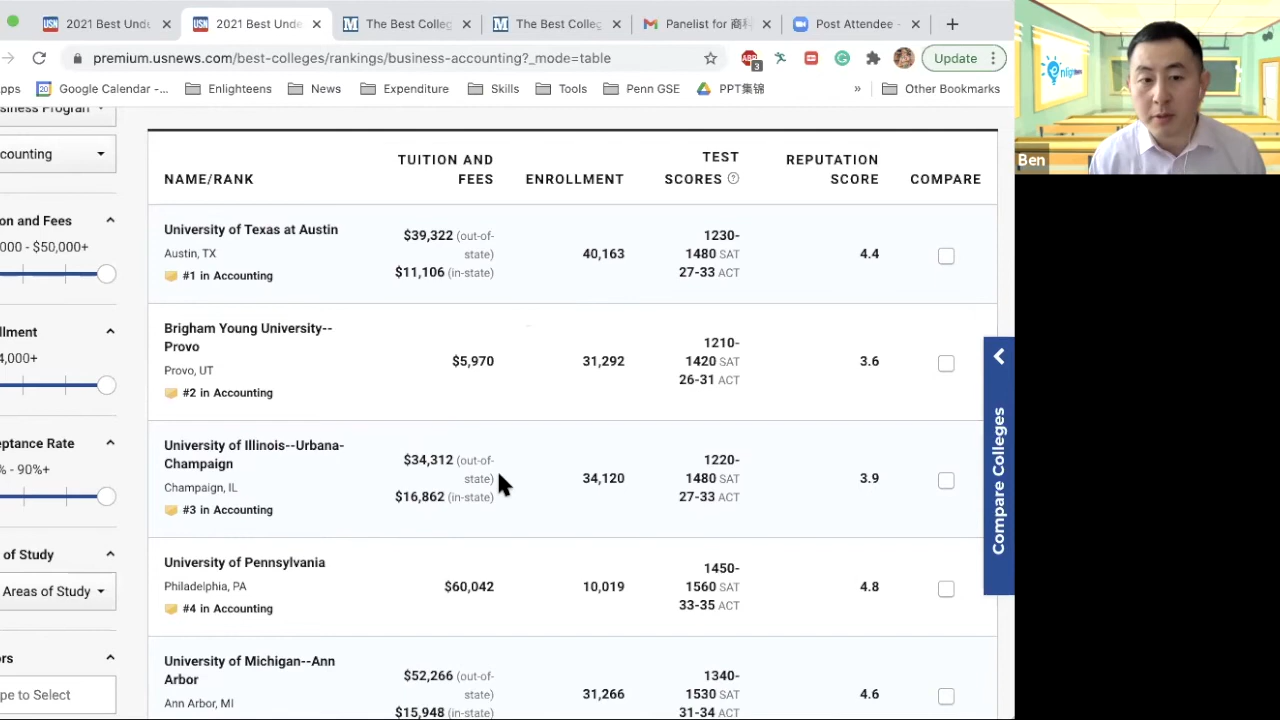 2021 Best Und
2021 Best Unde
The Best Colleg
The Best Colleg
Panelist for 商科
Post Attendee -
premium.usnews.com/best-colleges/rankings/business-accounting?_mode=table
Update
3
pps
Google Calendar -...
Enlighteens
News
Expenditure
Skills
Tools
Penn GSE
PPT集锦
»
Other Bookmarks
Ben
siness Program
counting
on and Fees
000 - $50,000+
llment
4,000+
eptance Rate
% - 90%+
of Study
Areas of Study
ors
pe to Select
NAME/RANK
TUITION AND
FEES
ENROLLMENT
TEST
SCORES
REPUTATION
SCORE
COMPARE
University of Texas at Austin
Austin, TX
#1 in Accounting
$39,322 (out-of-
state)
$11,106 (in-state)
40,163
1230-
1480 SAT
27-33 ACT
4.4
Brigham Young University--
Provo
Provo, UT
#2 in Accounting
$5,970
31,292
1210-
1420 SAT
26-31 ACT
3.6
University of Illinois--Urbana-
Champaign
Champaign, IL
#3 in Accounting
$34,312 (out-of-
state)
$16,862 (in-state)
34,120
1220-
1480 SAT
27-33 ACT
3.9
University of Pennsylvania
Philadelphia, PA
#4 in Accounting
$60,042
10,019
1450-
1560 SAT
33-35 ACT
4.8
University of Michigan--Ann
Arbor
Ann Arbor, MI
$52,266 (out-of-
state)
$15,948 (in-state)
31,266
1340-
1530 SAT
31-34 ACT
4.6
Compare Colleges